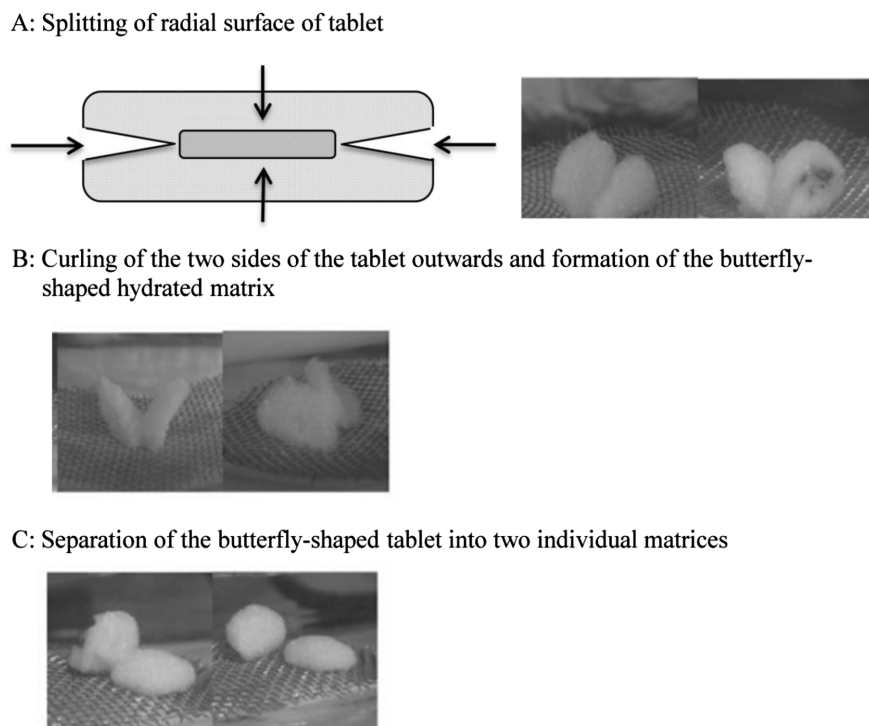 A: Splitting of radial surface of tablet
B: Curling of the two sides of the tablet outwards and formation of the butterfly-
shaped hydrated matrix
C: Separation of the butterfly-shaped tablet into two individual matrices